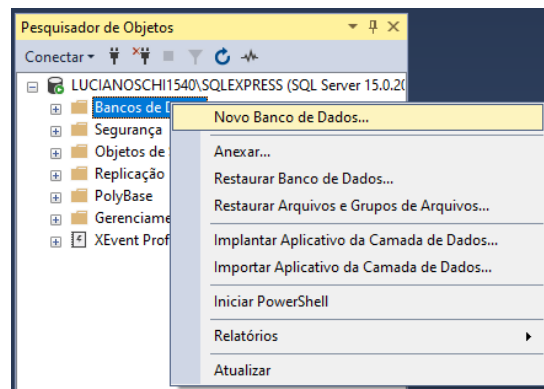 Pesquisador de Objetos
Conectar
LUCIANOSCHI1540\SQLEXPRESS (SQL Server 15.0.20
Bancos de
Novo Banco de Dados...
Segurança
Anexar...
Objetos de
Restaurar Banco de Dados...
Replicação
Restaurar Arquivos e Grupos de Arquivos...
PolyBase
Gerenciame
Implantar Aplicativo da Camada de Dados...
XEvent Prof
Importar Aplicativo da Camada de Dados...
Iniciar PowerShell
Relatórios
Atualizar